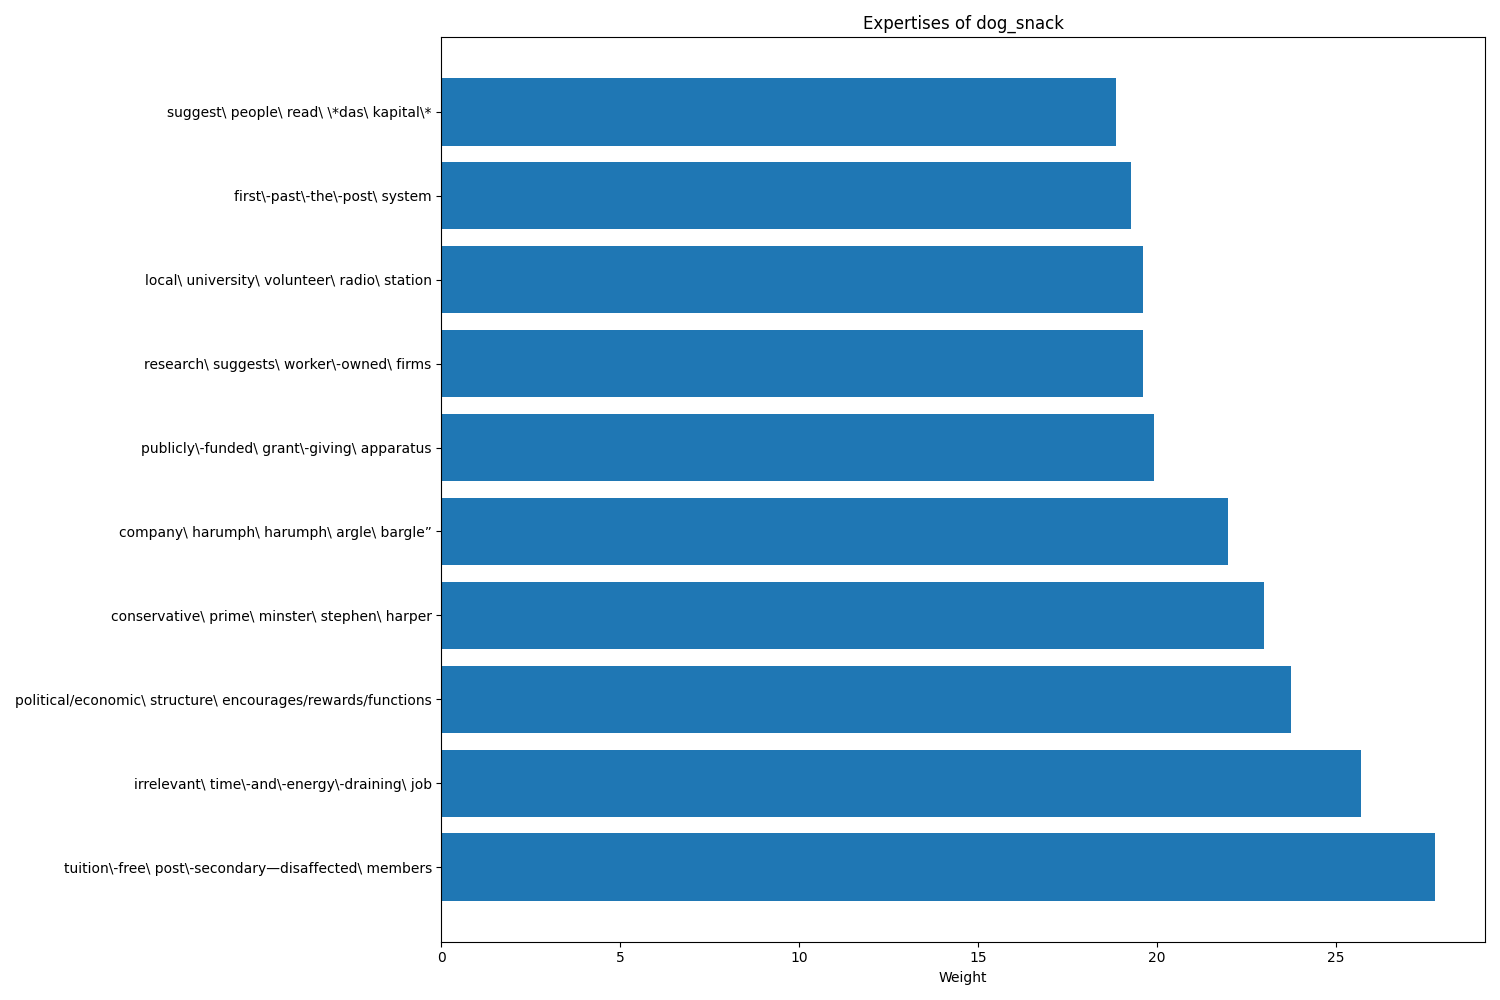 Expertises of dog_snack
suggest\ people\ read\ \*das\ kapital\*
first\-past\-the\-post\ system
local\ university\ volunteer\ radio\ station
research\ suggests\ worker\-owned\ firms
publicly\-funded\ grant\-giving\ apparatus
company\ harumph\ harumph\ argle\ bargle”
conservative\ prime\ minster\ stephen\ harper
political/economic\ structure\ encourages/rewards/functions
irrelevant\ time\-and\-energy\-draining\ job
tuition\-free\ post\-secondary—disaffected\ members
0 5 10 15 20 25
Weight